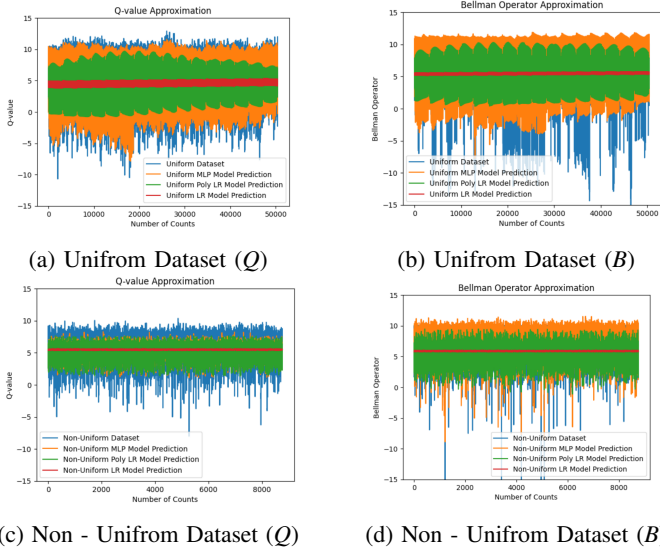 Q-value Approximation
15
10
5
0
−5
−10
−15
Q-value
Uniform Dataset
Uniform MLP Model Prediction
Uniform Poly LR Model Prediction
Uniform LR Model Prediction
0 10000 20000 30000 40000 50000
Number of Counts
(a) Unifrom Dataset (Q)
Bellman Operator Approximation
15
10
5
0
−5
−10
−15
Bellman Operator
Uniform Dataset
Uniform MLP Model Prediction
Uniform Poly LR Model Prediction
Uniform LR Model Prediction
0 10000 20000 30000 40000 50000
Number of Counts
(b) Unifrom Dataset (B)
Q-value Approximation
15
10
5
0
−5
−10
−15
Q-value
Non-Uniform Dataset
Non-Uniform MLP Model Prediction
Non-Uniform Poly LR Model Prediction
Non-Uniform LR Model Prediction
0 2000 4000 6000 8000
Number of Counts
(c) Non - Unifrom Dataset (Q)
Bellman Operator Approximation
15
10
5
0
−5
−10
−15
Bellman Operator
Non-Uniform Dataset
Non-Uniform MLP Model Prediction
Non-Uniform Poly LR Model Prediction
Non-Uniform LR Model Prediction
0 2000 4000 6000 8000
Number of Counts
(d) Non - Unifrom Dataset (B